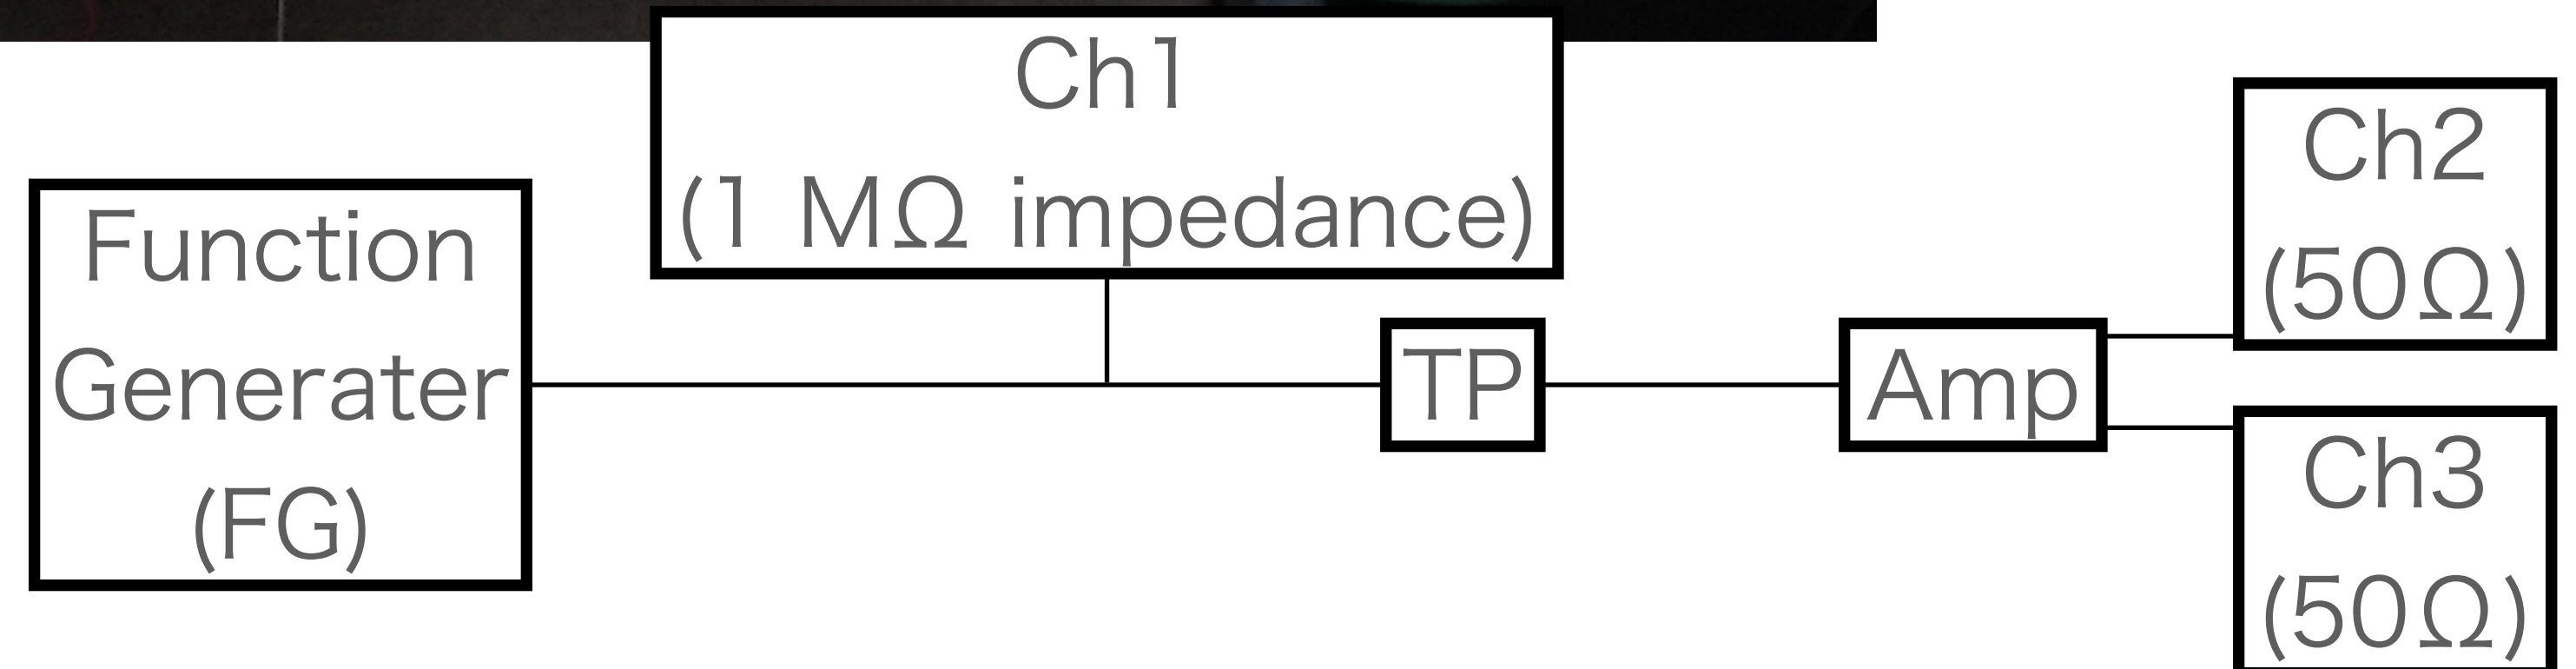 Ch1
(1 MΩ impedance)
Function
Generater
(FG)
TP
Amp
Ch2
(50Ω)
Ch3
(50Ω)